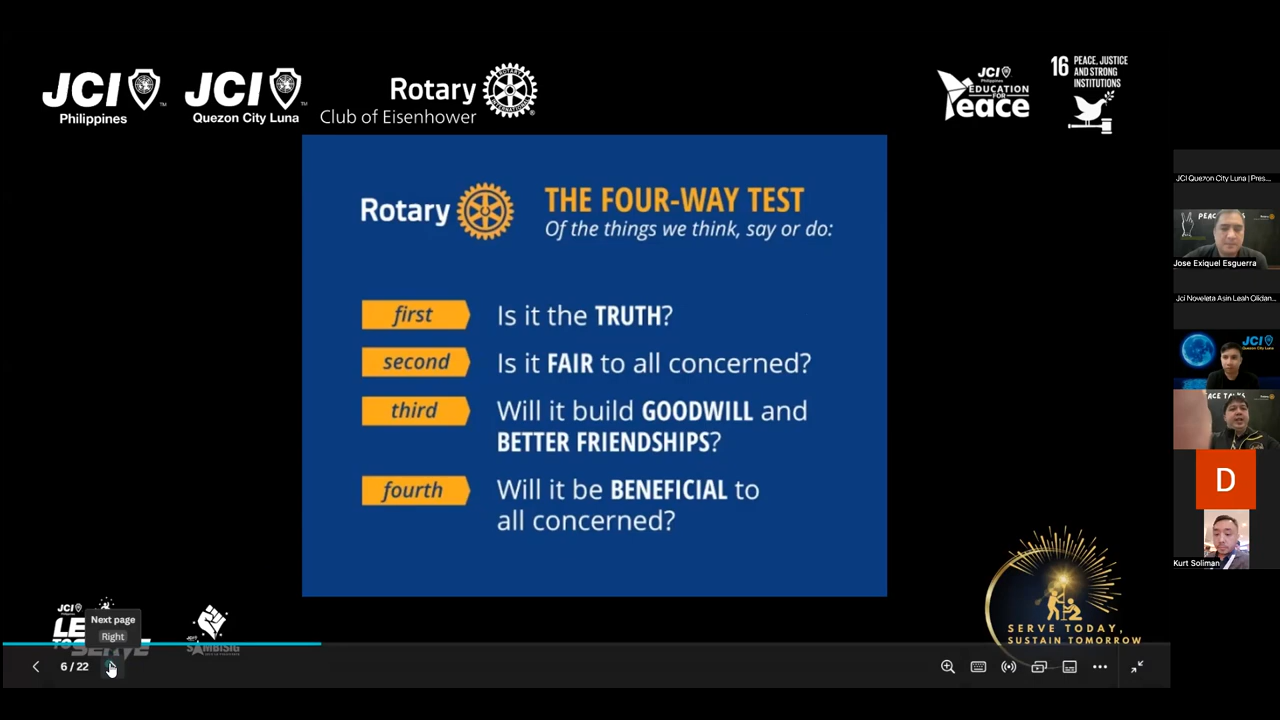 JCI
Philippines
JCI
Quezon City Luna
Rotary
Club of Eisenhower
JCI
Philippines
EDUCATION
FOR
Peace
16 PEACE, JUSTICE
AND STRONG
INSTITUTIONS
Rotary
THE FOUR-WAY TEST
Of the things we think, say or do:
first
Is it the TRUTH?
second
Is it FAIR to all concerned?
third
Will it build GOODWILL and
BETTER FRIENDSHIPS?
fourth
Will it be BENEFICIAL to
all concerned?
JCI Quezon City Luna | Pres...
Jose Exiquel Esguerra
Jci Noveleta Asin Leah Olidan...
JCI
Quezon City Luna
D
Kurt Soliman
SERVE TODAY,
SUSTAIN TOMORROW
JCI
Next page
Right
SAMBISIG
6 / 22